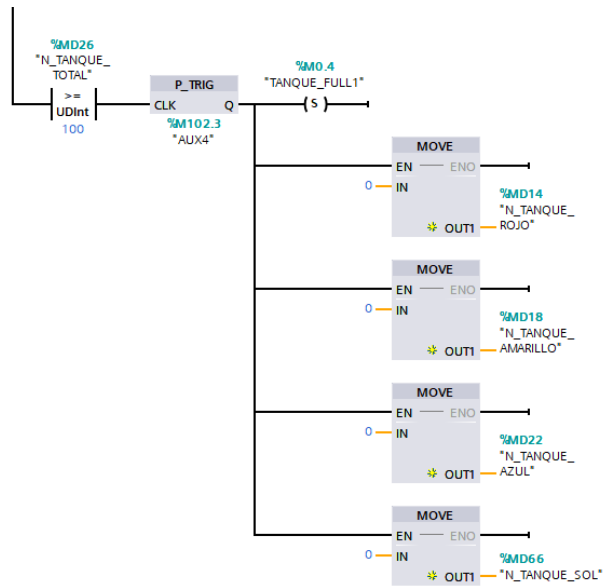 %MD26
"N_TANQUE_
TOTAL"
>=
UDInt
100
P_TRIG
CLK Q
%M102.3
"AUX4"
%M0.4
"TANQUE_FULL1"
S
MOVE
EN ENO
0 IN
OUT1
%MD14
"N_TANQUE_
ROJO"
MOVE
EN ENO
0 IN
OUT1
%MD18
"N_TANQUE_
AMARILLO"
MOVE
EN ENO
0 IN
OUT1
%MD22
"N_TANQUE_
AZUL"
MOVE
EN ENO
0 IN
OUT1
%MD66
"N_TANQUE_SOL"